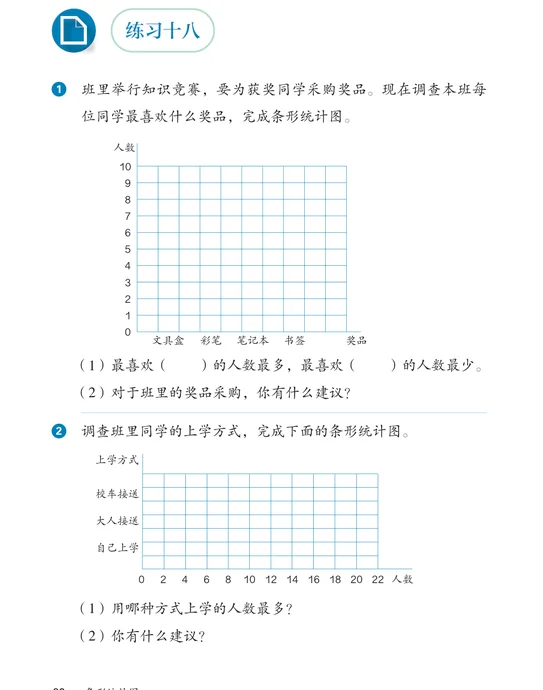 练习十八
1 班里举行知识竞赛，要为获奖同学采购奖品。现在调查本班每
位同学最喜欢什么奖品，完成条形统计图。
人数
10
9
8
7
6
5
4
3
2
1
0
文具盒 彩笔 笔记本 书签 奖品
（1）最喜欢（ ）的人数最多，最喜欢（ ）的人数最少。
（2）对于班里的奖品采购，你有什么建议？
2 调查班里同学的上学方式，完成下面的条形统计图。
上学方式
校车接送
大人接送
自己上学
0 2 4 6 8 10 12 14 16 18 20 22 人数
（1）用哪种方式上学的人数最多？
（2）你有什么建议？